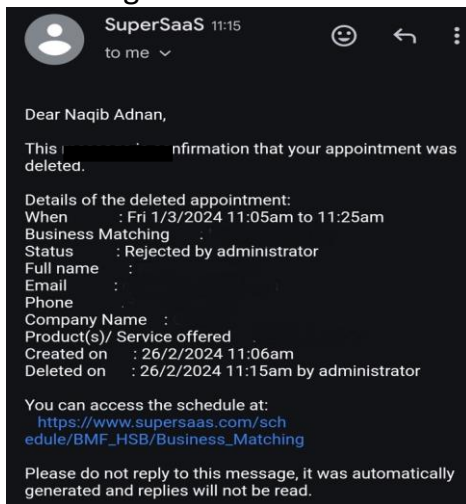 SuperSaaS 11:15
to me
Dear Naqib Adnan,
This nfirmation that your appointment was
deleted.
Details of the deleted appointment:
When : Fri 1/3/2024 11:05am to 11:25am
Business Matching :
Status : Rejected by administrator
Full name :
Email :
Phone
Company Name :
Product(s)/ Service offered
Created on : 26/2/2024 11:06am
Deleted on : 26/2/2024 11:15am by administrator
You can access the schedule at:
https://www.supersaas.com/sch
edule/BMF_HSB/Business_Matching
Please do not reply to this message, it was automatically
generated and replies will not be read.